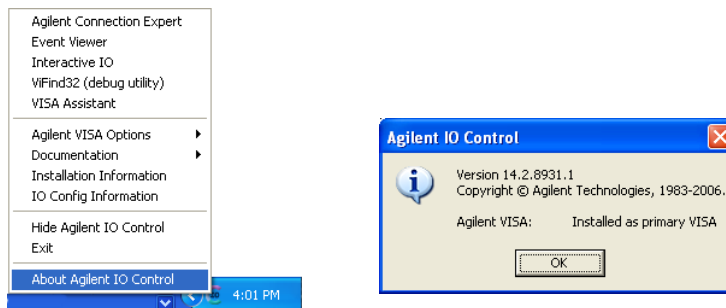 Agilent Connection Expert
Event Viewer
Interactive IO
ViFind32 (debug utility)
VISA Assistant
Agilent VISA Options
Documentation
Installation Information
IO Config Information
Hide Agilent IO Control
Exit
About Agilent IO Control
4:01 PM
Agilent IO Control
Version 14.2.8931.1
Copyright © Agilent Technologies, 1983-2006.
Agilent VISA: Installed as primary VISA
OK